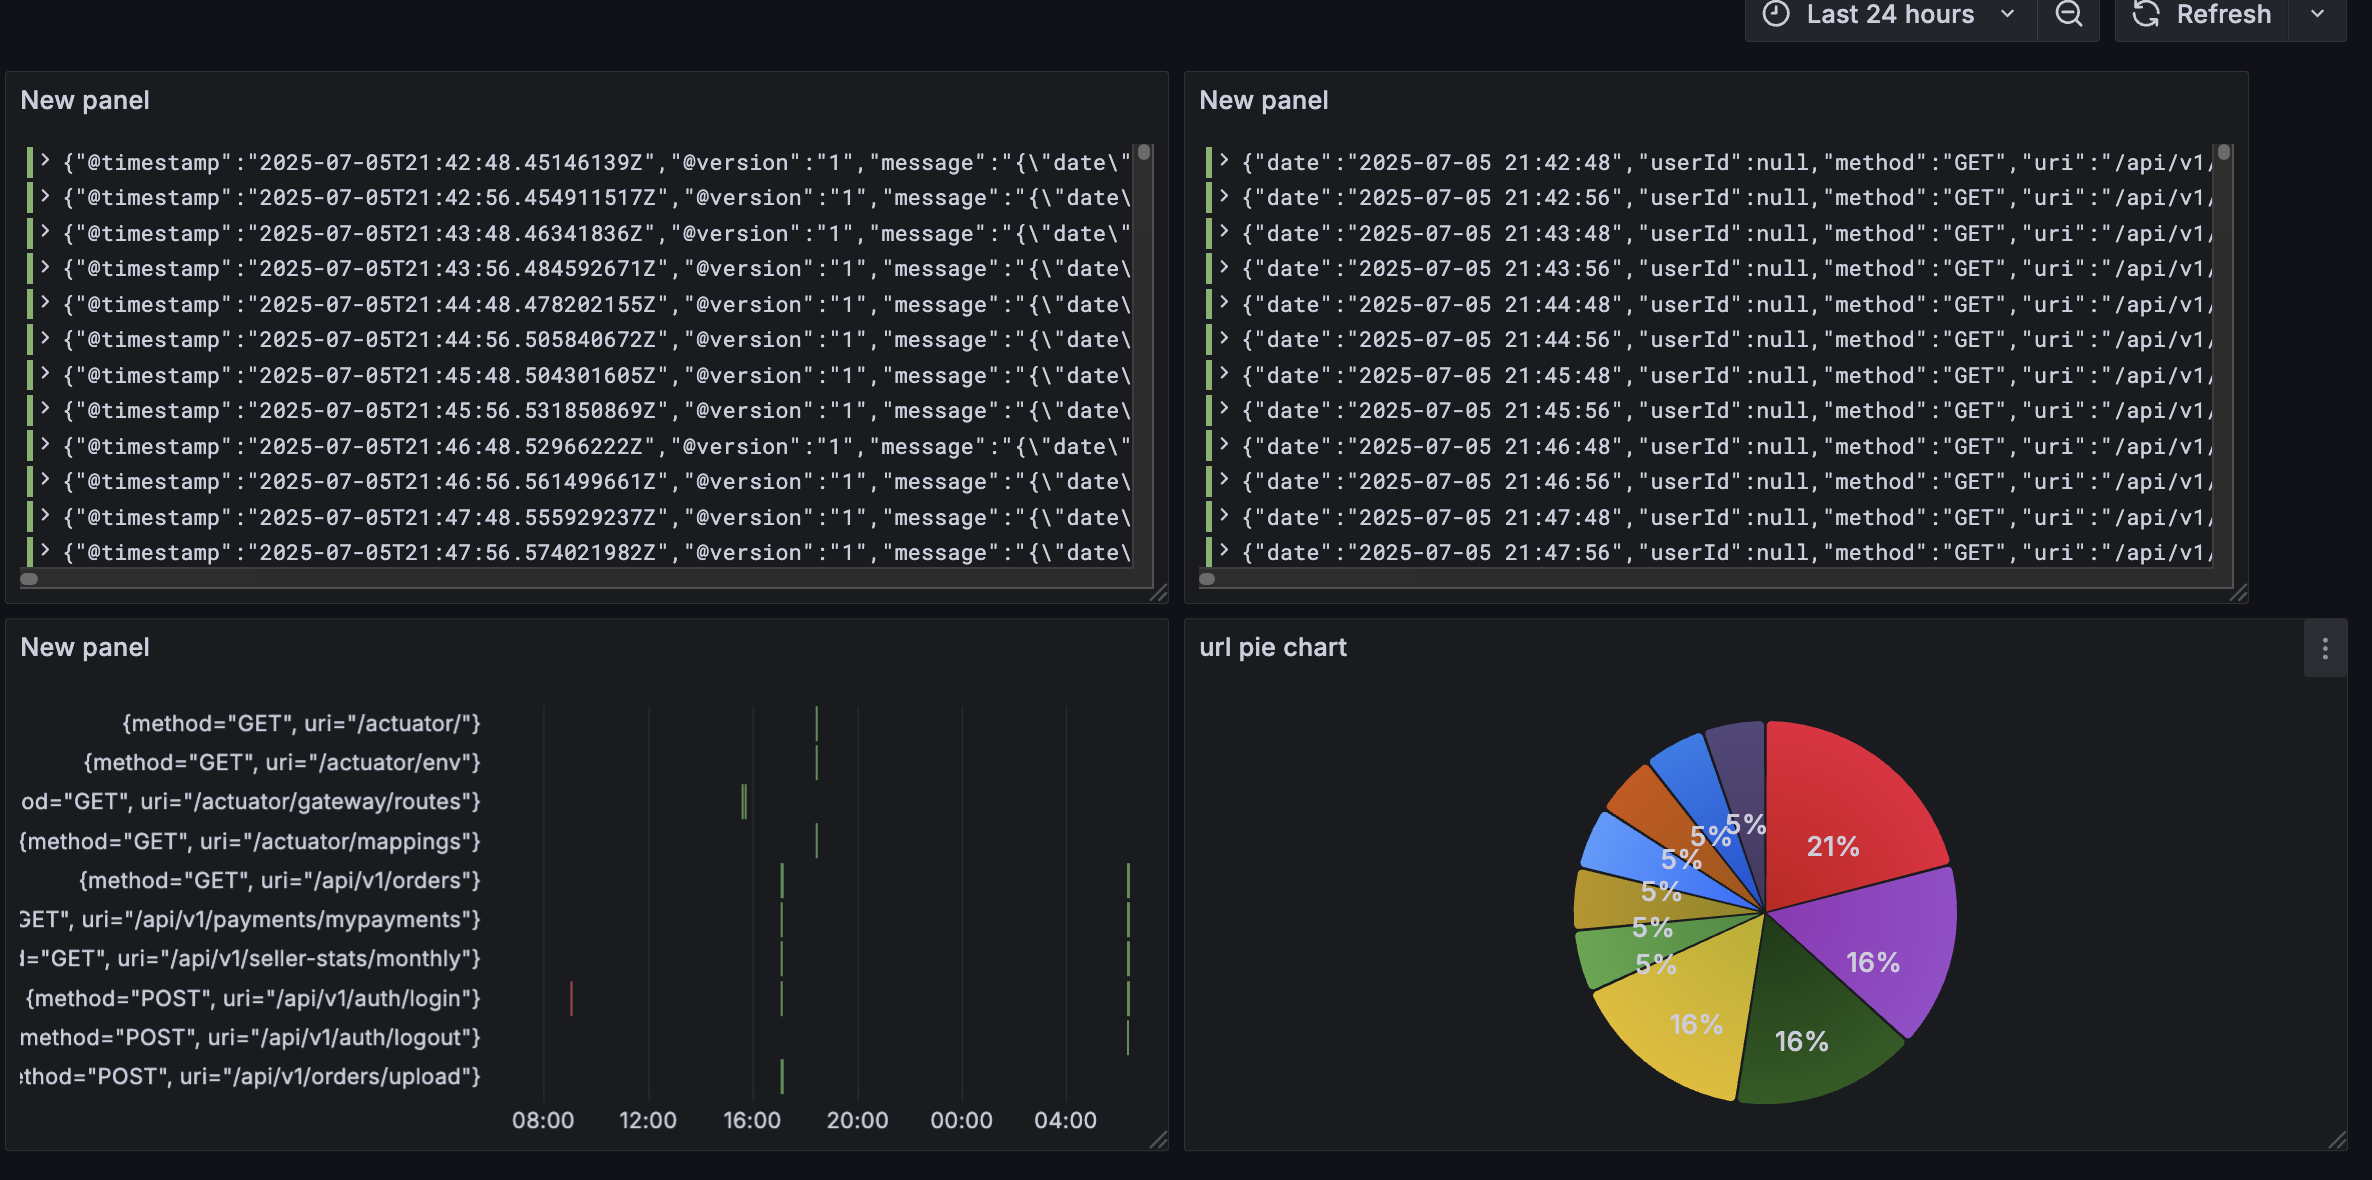 Last 24 hours
Refresh
New panel
{"@timestamp":"2025-07-05T21:42:48.45146139Z","@version":"1","message":"{\"date\"
{"@timestamp":"2025-07-05T21:42:56.454911517Z","@version":"1","message":"{\"date\
{"@timestamp":"2025-07-05T21:43:48.46341836Z","@version":"1","message":"{\"date\"
{"@timestamp":"2025-07-05T21:43:56.484592671Z","@version":"1","message":"{\"date\
{"@timestamp":"2025-07-05T21:44:48.478202155Z","@version":"1","message":"{\"date\
{"@timestamp":"2025-07-05T21:44:56.505840672Z","@version":"1","message":"{\"date\
{"@timestamp":"2025-07-05T21:45:48.504301605Z","@version":"1","message":"{\"date\
{"@timestamp":"2025-07-05T21:45:56.531850869Z","@version":"1","message":"{\"date\
{"@timestamp":"2025-07-05T21:46:48.52966222Z","@version":"1","message":"{\"date\"
{"@timestamp":"2025-07-05T21:46:56.561499661Z","@version":"1","message":"{\"date\
{"@timestamp":"2025-07-05T21:47:48.555929237Z","@version":"1","message":"{\"date\
{"@timestamp":"2025-07-05T21:47:56.574021982Z","@version":"1","message":"{\"date\
New panel
{"date":"2025-07-05 21:42:48","userId":null,"method":"GET","uri":"/api/v1/
{"date":"2025-07-05 21:42:56","userId":null,"method":"GET","uri":"/api/v1/
{"date":"2025-07-05 21:43:48","userId":null,"method":"GET","uri":"/api/v1/
{"date":"2025-07-05 21:43:56","userId":null,"method":"GET","uri":"/api/v1/
{"date":"2025-07-05 21:44:48","userId":null,"method":"GET","uri":"/api/v1/
{"date":"2025-07-05 21:44:56","userId":null,"method":"GET","uri":"/api/v1/
{"date":"2025-07-05 21:45:48","userId":null,"method":"GET","uri":"/api/v1/
{"date":"2025-07-05 21:45:56","userId":null,"method":"GET","uri":"/api/v1/
{"date":"2025-07-05 21:46:48","userId":null,"method":"GET","uri":"/api/v1/
{"date":"2025-07-05 21:46:56","userId":null,"method":"GET","uri":"/api/v1/
{"date":"2025-07-05 21:47:48","userId":null,"method":"GET","uri":"/api/v1/
{"date":"2025-07-05 21:47:56","userId":null,"method":"GET","uri":"/api/v1/
New panel
{method="GET", uri="/actuator/"}
{method="GET", uri="/actuator/env"}
od="GET", uri="/actuator/gateway/routes"}
{method="GET", uri="/actuator/mappings"}
{method="GET", uri="/api/v1/orders"}
GET", uri="/api/v1/payments/mypayments"}
d="GET", uri="/api/v1/seller-stats/monthly"}
{method="POST", uri="/api/v1/auth/login"}
method="POST", uri="/api/v1/auth/logout"}
ethod="POST", uri="/api/v1/orders/upload"}
08:00 12:00 16:00 20:00 00:00 04:00
url pie chart
21%
16%
16%
16%
5%
5%
5%
5%
5%
5%